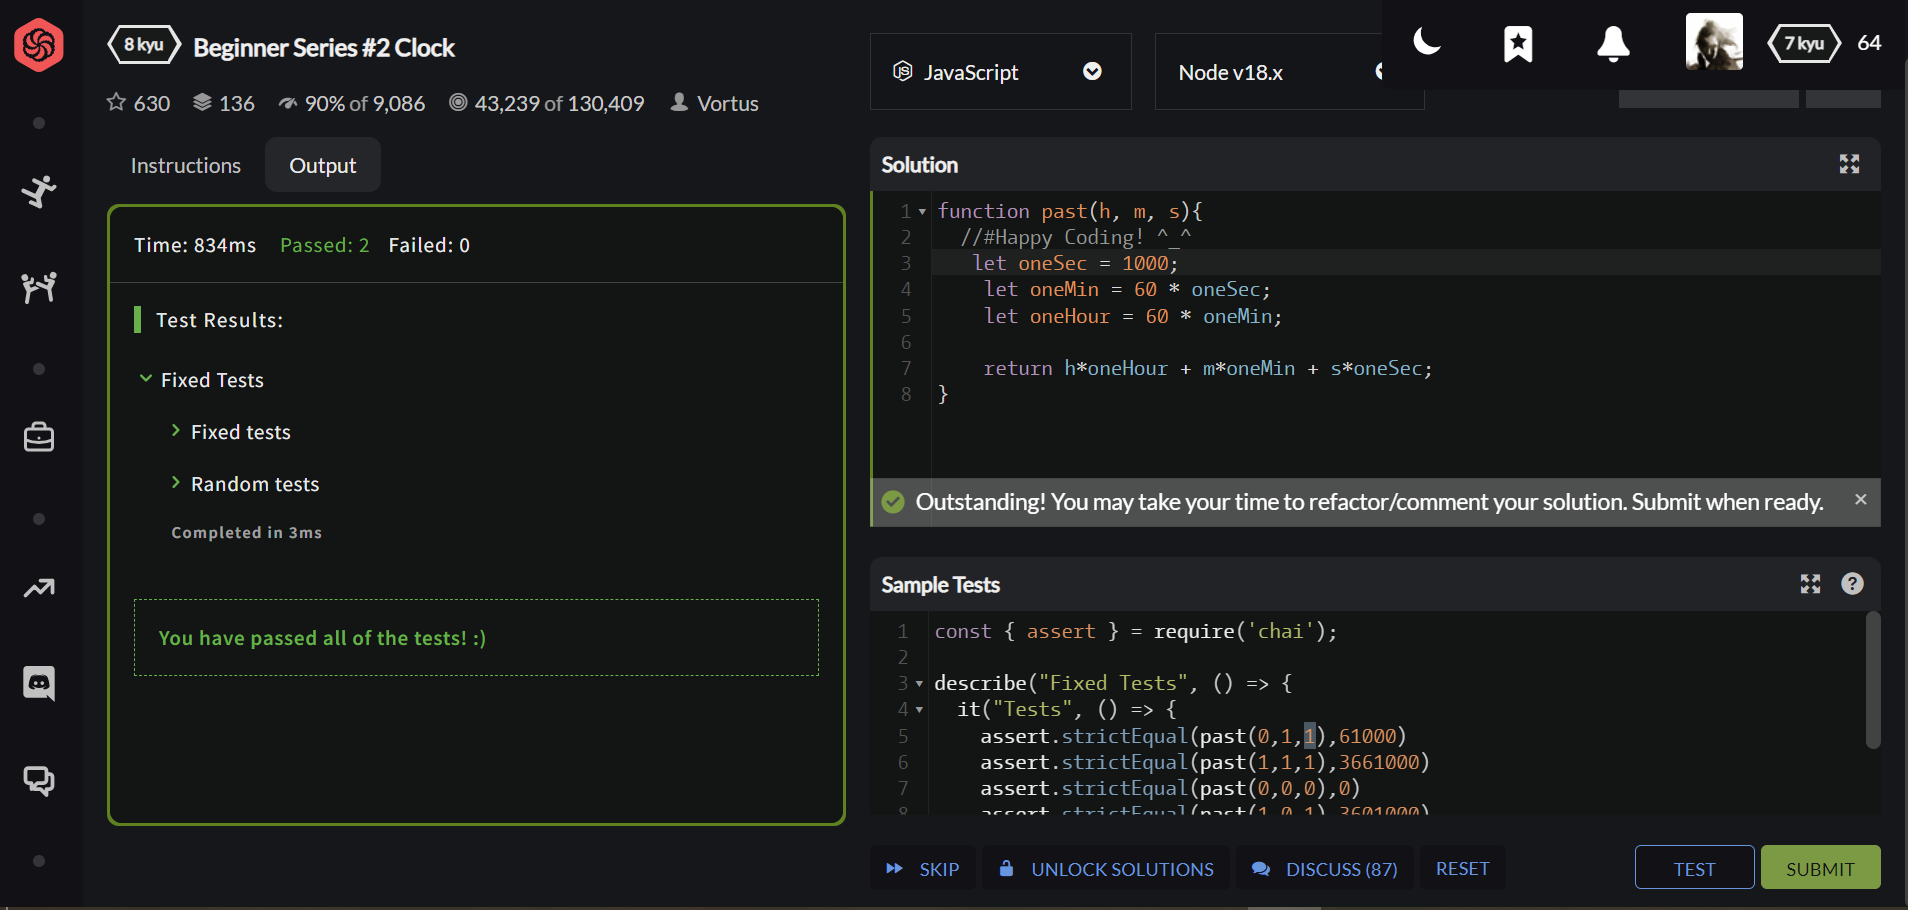 8 kyu
Beginner Series #2 Clock
630 136 90% of 9,086 43,239 of 130,409 Vortus
JavaScript
Node v18.x
7 kyu 64
Instructions
Output
Time: 834ms Passed: 2 Failed: 0
Test Results:
Fixed Tests
Fixed tests
Random tests
Completed in 3ms
You have passed all of the tests! :)
Solution
1 function past(h, m, s){
2 //#Happy Coding! ^_^
3 let oneSec = 1000;
4 let oneMin = 60 * oneSec;
5 let oneHour = 60 * oneMin;
6
7 return h*oneHour + m*oneMin + s*oneSec;
8 }
Outstanding! You may take your time to refactor/comment your solution. Submit when ready.
Sample Tests
1 const { assert } = require('chai');
2
3 describe("Fixed Tests", () => {
4 it("Tests", () => {
5 assert.strictEqual(past(0,1,1),61000)
6 assert.strictEqual(past(1,1,1),3661000)
7 assert.strictEqual(past(0,0,0),0)
8 assert.strictEqual(past(1,0,1),3601000)
SKIP
UNLOCK SOLUTIONS
DISCUSS (87)
RESET
TEST
SUBMIT